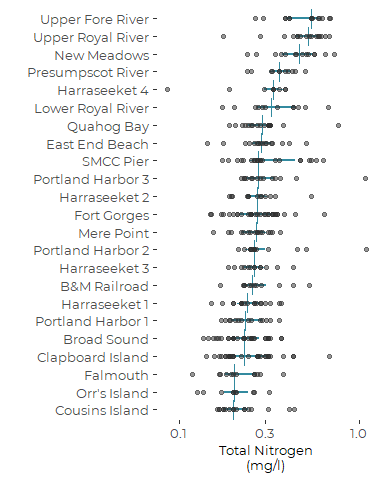 Upper Fore River
Upper Royal River
New Meadows
Presumpscot River
Harraseeket 4
Lower Royal River
Quahog Bay
East End Beach
SMCC Pier
Portland Harbor 3
Harraseeket 2
Fort Gorges
Mere Point
Portland Harbor 2
Harraseeket 3
B&M Railroad
Harraseeket 1
Portland Harbor 1
Broad Sound
Clapboard Island
Falmouth
Orr's Island
Cousins Island
0.1 0.3 1.0
Total Nitrogen
(mg/l)